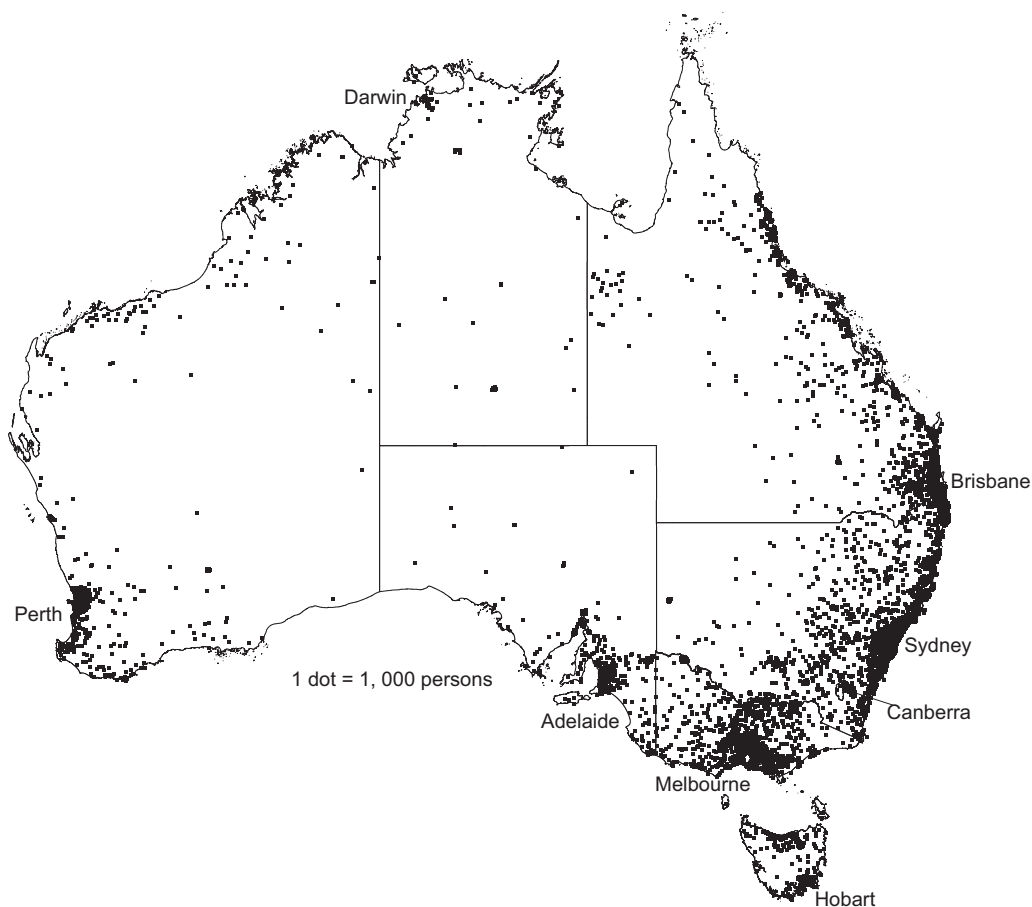 Darwin
Brisbane
Perth
Sydney
1 dot = 1, 000 persons
Canberra
Adelaide
Melbourne
Hobart